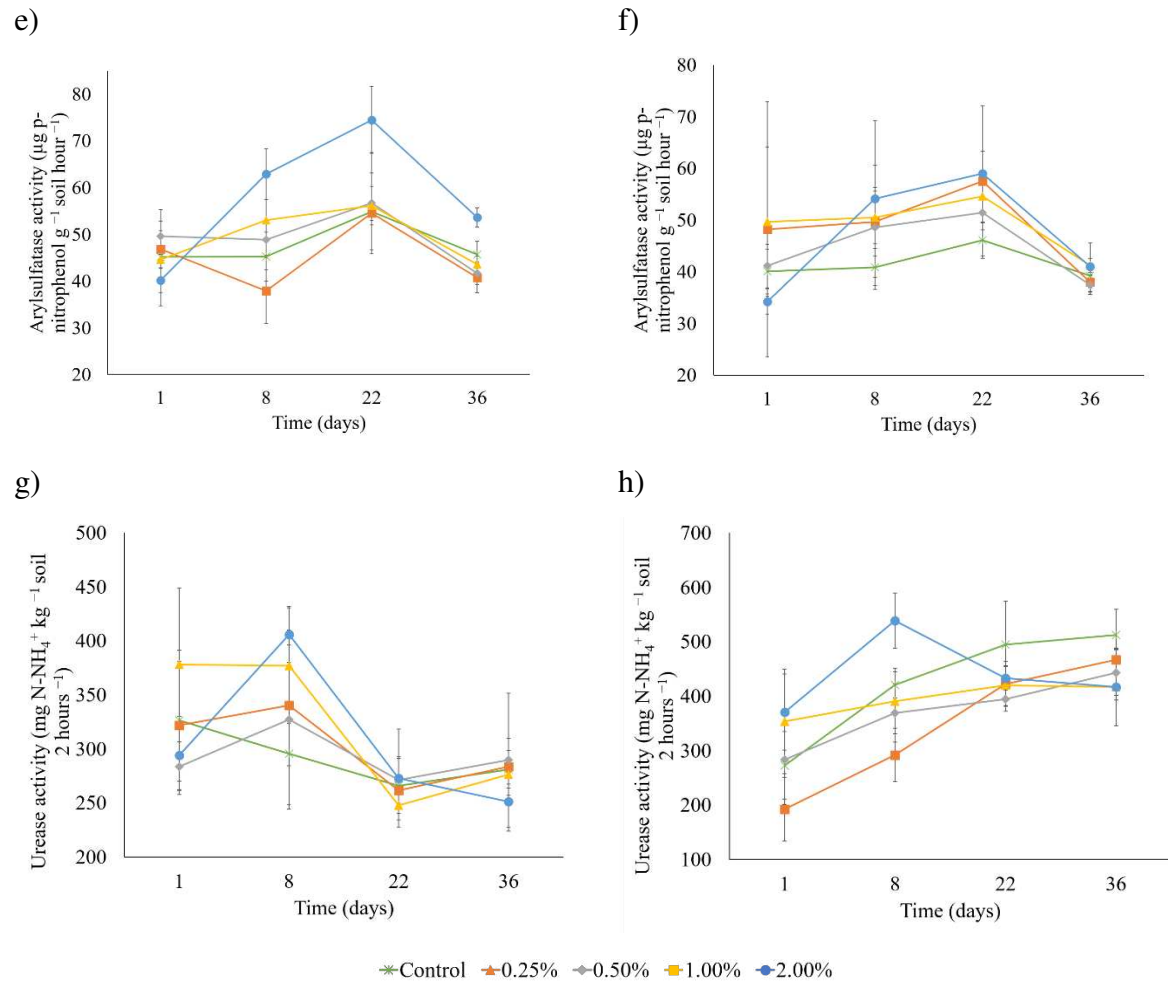 e)
f)
Arylsulfatase activity (µg p-
nitrophenol g ⁻¹ soil hour ⁻¹)
80
70
60
50
40
30
20
1 8 22 36
Time (days)
Arylsulfatase activity (µg p-
nitrophenol g ⁻¹ soil hour ⁻¹)
80
70
60
50
40
30
20
1 8 22 36
Time (days)
g)
h)
Urease activity (mg N-NH₄⁺ kg ⁻¹ soil
2 hours ⁻¹)
500
450
400
350
300
250
200
1 8 22 36
Time (days)
Urease activity (mg N-NH₄⁺ kg ⁻¹ soil
2 hours ⁻¹)
700
600
500
400
300
200
100
1 8 22 36
Time (days)
Control 0.25% 0.50% 1.00% 2.00%